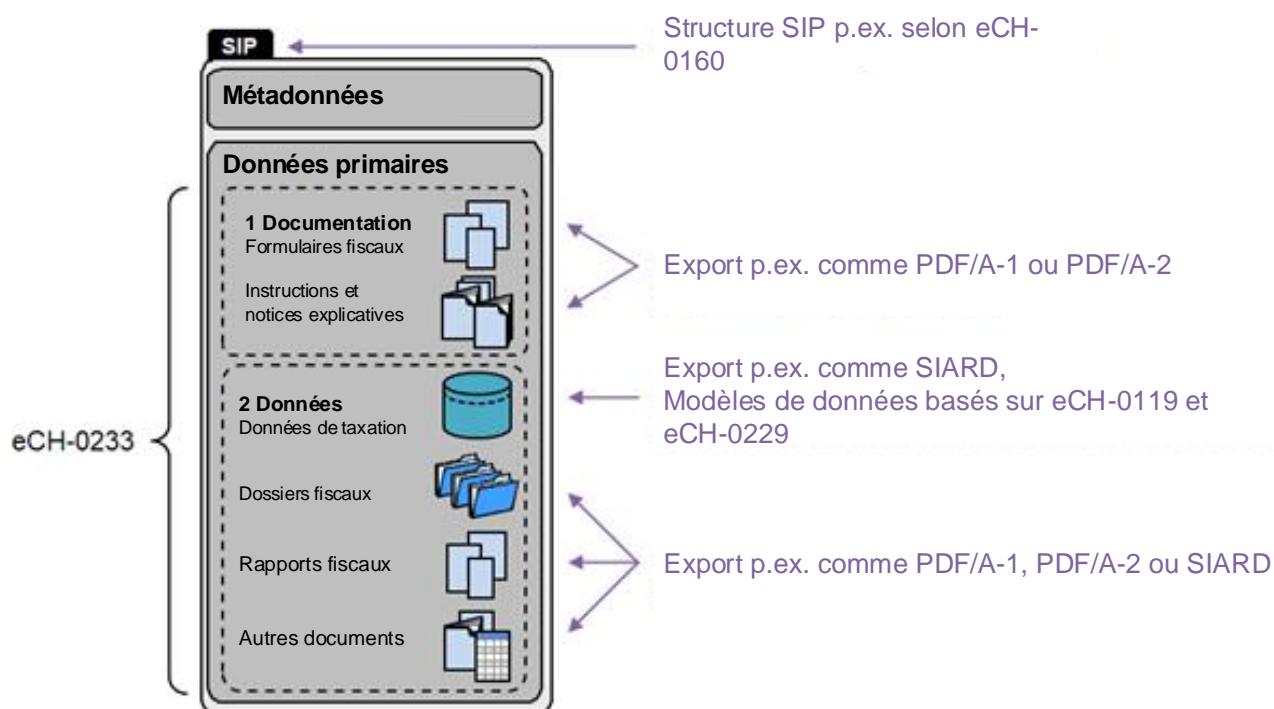 SIP
Structure SIP p.ex. selon eCH-
0160
Métadonnées
Données primaires
1 Documentation
Formulaires fiscaux
Instructions et
notices explicatives
Export p.ex. comme PDF/A-1 ou PDF/A-2
2 Données
Données de taxation
Export p.ex. comme SIARD,
Modèles de données basés sur eCH-0119 et
eCH-0229
eCH-0233
Dossiers fiscaux
Rapports fiscaux
Autres documents
Export p.ex. comme PDF/A-1, PDF/A-2 ou SIARD